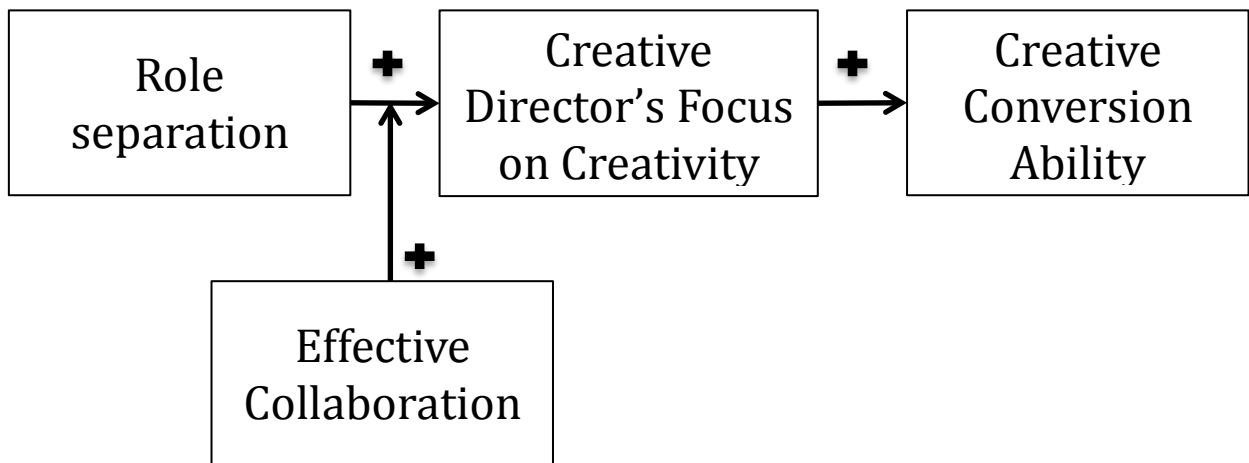 Role
separation
Creative
Director’s Focus
on Creativity
Creative
Conversion
Ability
Effective
Collaboration